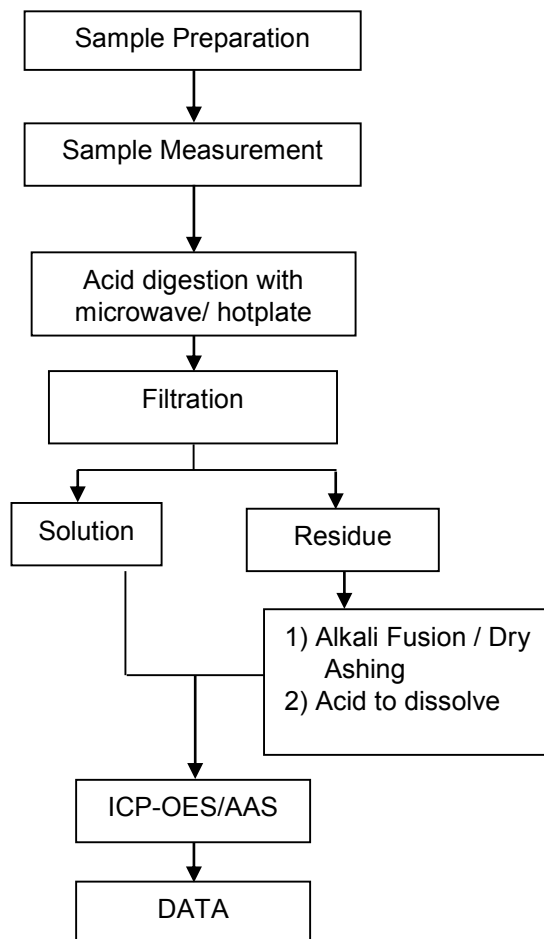 Sample Preparation
Sample Measurement
Acid digestion with
microwave/ hotplate
Filtration
Solution
Residue
1) Alkali Fusion / Dry
Ashing
2) Acid to dissolve
ICP-OES/AAS
DATA